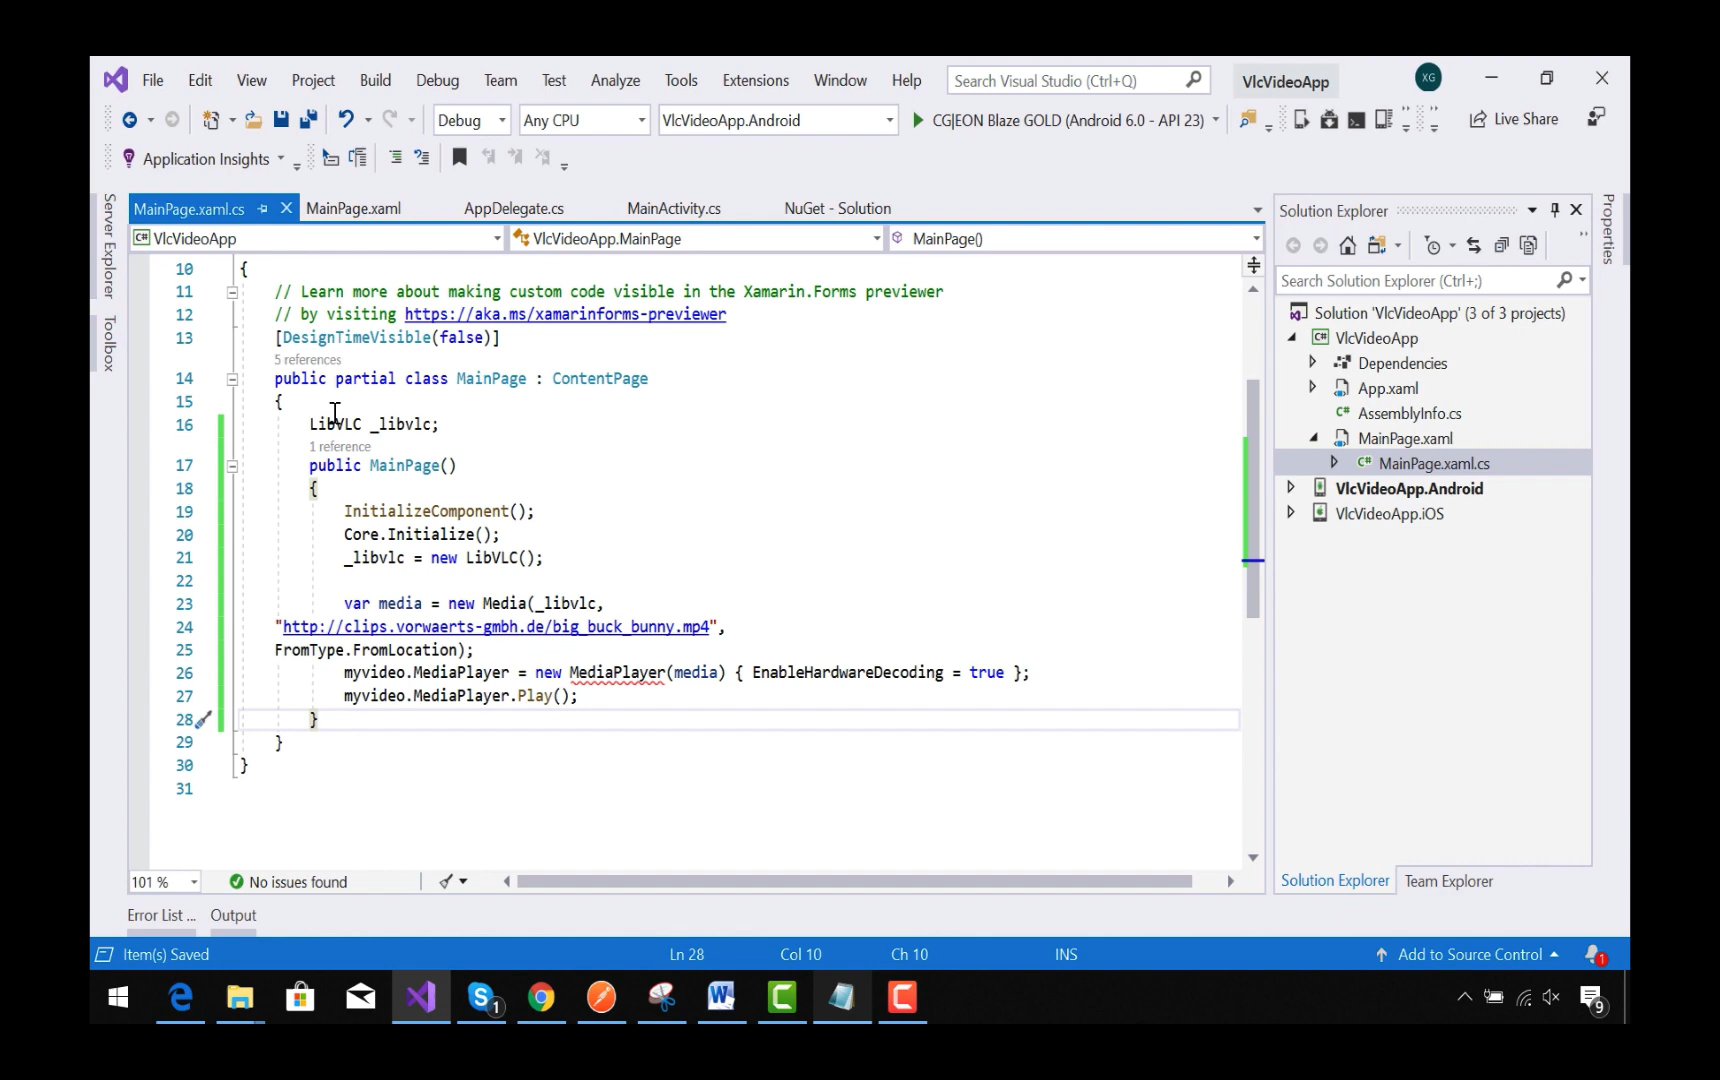 File Edit View Project Build Debug Team Test Analyze Tools Extensions Window Help Search Visual Studio (Ctrl+Q) VlcVideoApp XG
Debug Any CPU VlcVideoApp.Android CG|EON Blaze GOLD (Android 6.0 - API 23) Live Share
Application Insights
Server Explorer
Toolbox
MainPage.xaml.cs MainPage.xaml AppDelegate.cs MainActivity.cs NuGet - Solution
VlcVideoApp VlcVideoApp.MainPage MainPage()
10 {
11 // Learn more about making custom code visible in the Xamarin.Forms previewer
12 // by visiting https://aka.ms/xamarinforms-previewer
13 [DesignTimeVisible(false)]
5 references
14 public partial class MainPage : ContentPage
15 {
16 LibVLC _libvlc;
1 reference
17 public MainPage()
18 {
19 InitializeComponent();
20 Core.Initialize();
21 _libvlc = new LibVLC();
22
23 var media = new Media(_libvlc,
24 "http://clips.vorwaerts-gmbh.de/big_buck_bunny.mp4",
25 FromType.FromLocation);
26 myvideo.MediaPlayer = new MediaPlayer(media) { EnableHardwareDecoding = true };
27 myvideo.MediaPlayer.Play();
28 }
29 }
30 }
31
101 % No issues found
Error List ... Output
Solution Explorer
Search Solution Explorer (Ctrl+;)
Solution 'VlcVideoApp' (3 of 3 projects)
C# VlcVideoApp
Dependencies
App.xaml
C# AssemblyInfo.cs
MainPage.xaml
C# MainPage.xaml.cs
VlcVideoApp.Android
VlcVideoApp.iOS
Solution Explorer Team Explorer
Properties
Item(s) Saved Ln 28 Col 10 Ch 10 INS Add to Source Control 1
1 9